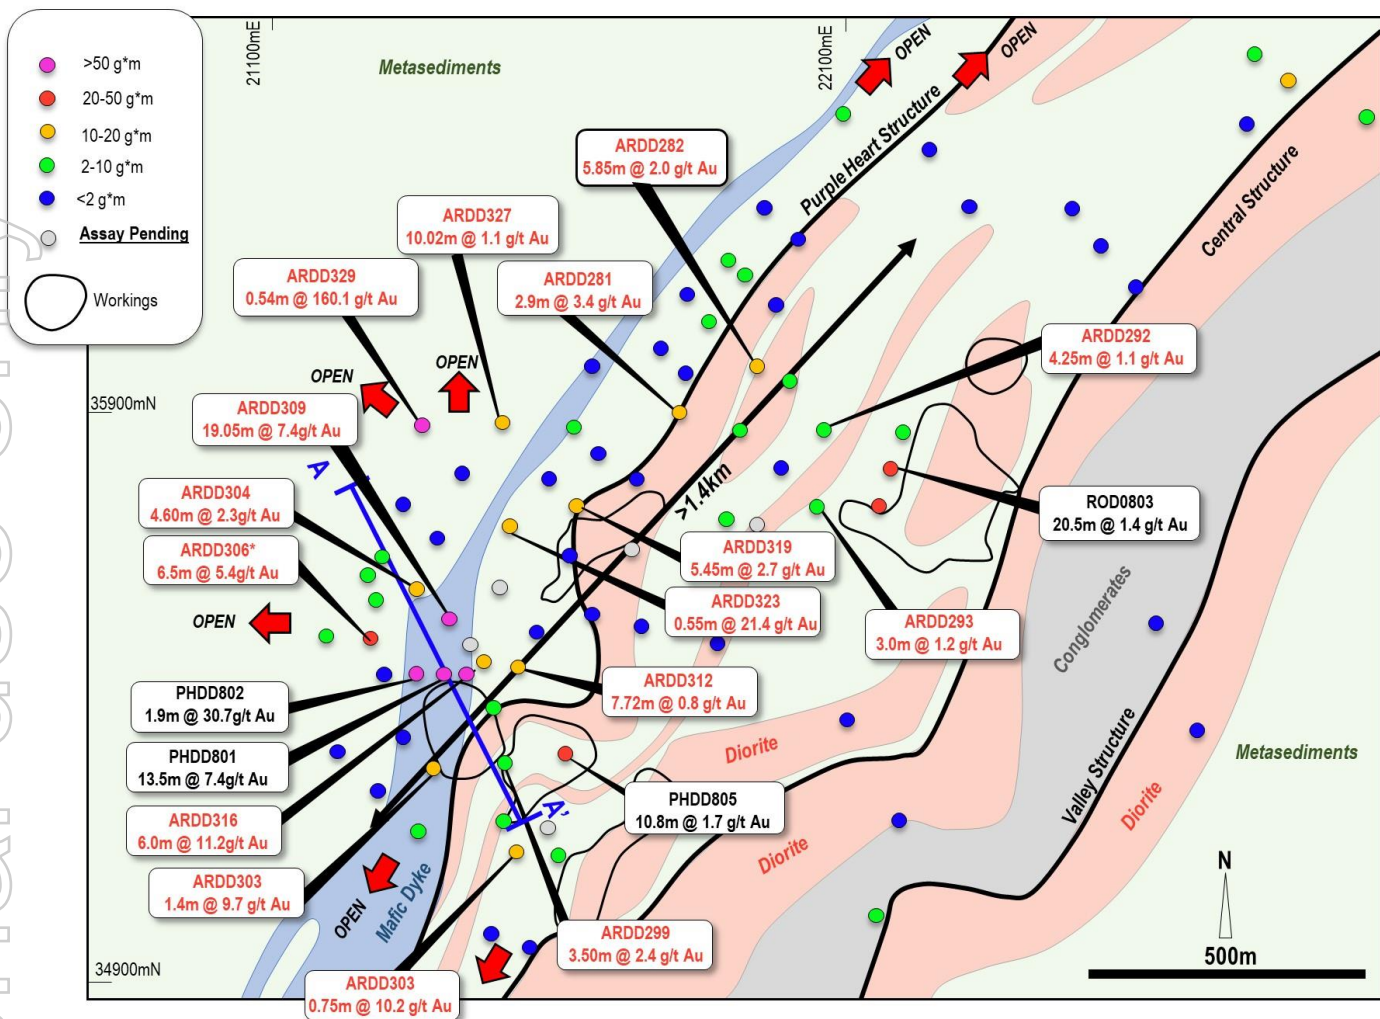 >50 g*m
20-50 g*m
10-20 g*m
2-10 g*m
<2 g*m
Assay Pending
Workings
21100mE
22100mE
35900mN
34900mN
Metasediments
OPEN
OPEN
Purple Heart Structure
Central Structure
ARDD282
5.85m @ 2.0 g/t Au
ARDD327
10.02m @ 1.1 g/t Au
ARDD329
0.54m @ 160.1 g/t Au
ARDD281
2.9m @ 3.4 g/t Au
ARDD292
4.25m @ 1.1 g/t Au
OPEN
OPEN
ARDD309
19.05m @ 7.4g/t Au
A
>1.4km
ARDD304
4.60m @ 2.3g/t Au
ROD0803
20.5m @ 1.4 g/t Au
ARDD306*
6.5m @ 5.4g/t Au
ARDD319
5.45m @ 2.7 g/t Au
ARDD323
0.55m @ 21.4 g/t Au
OPEN
ARDD293
3.0m @ 1.2 g/t Au
Conglomerates
PHDD802
1.9m @ 30.7g/t Au
ARDD312
7.72m @ 0.8 g/t Au
PHDD801
13.5m @ 7.4g/t Au
Diorite
Valley Structure
Metasediments
ARDD316
6.0m @ 11.2g/t Au
PHDD805
10.8m @ 1.7 g/t Au
A'
Diorite
Diorite
ARDD303
1.4m @ 9.7 g/t Au
OPEN
Mafic Dyke
ARDD299
3.50m @ 2.4 g/t Au
ARDD303
0.75m @ 10.2 g/t Au
N
500m